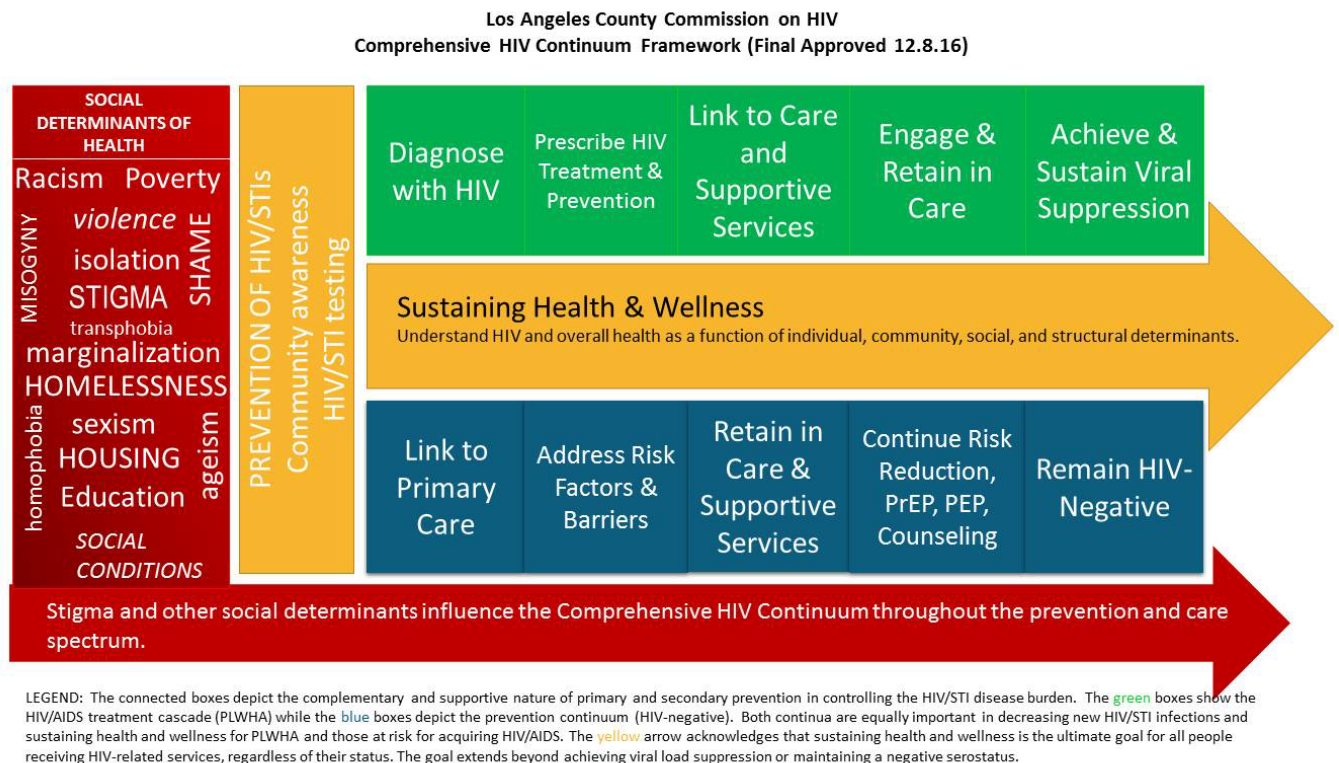 Los Angeles County Commission on HIV
Comprehensive HIV Continuum Framework (Final Approved 12.8.16)
SOCIAL
DETERMINANTS OF
HEALTH
Racism Poverty
MISOGYNY
violence
SHAME
isolation
STIGMA
transphobia
marginalization
HOMELESSNESS
homophobia
sexism
ageism
HOUSING
Education
SOCIAL
CONDITIONS
PREVENTION OF HIV/STIs
Community awareness
HIV/STI testing
Diagnose
with HIV
Prescribe HIV
Treatment &
Prevention
Link to Care
and
Supportive
Services
Engage &
Retain in
Care
Achieve &
Sustain Viral
Suppression
Sustaining Health & Wellness
Understand HIV and overall health as a function of individual, community, social, and structural determinants.
Link to
Primary
Care
Address Risk
Factors &
Barriers
Retain in
Care &
Supportive
Services
Continue Risk
Reduction,
PrEP, PEP,
Counseling
Remain HIV-
Negative
Stigma and other social determinants influence the Comprehensive HIV Continuum throughout the prevention and care
spectrum.
LEGEND: The connected boxes depict the complementary and supportive nature of primary and secondary prevention in controlling the HIV/STI disease burden. The green boxes show the
HIV/AIDS treatment cascade (PLWHA) while the blue boxes depict the prevention continuum (HIV-negative). Both continua are equally important in decreasing new HIV/STI infections and
sustaining health and wellness for PLWHA and those at risk for acquiring HIV/AIDS. The yellow arrow acknowledges that sustaining health and wellness is the ultimate goal for all people
receiving HIV-related services, regardless of their status. The goal extends beyond achieving viral load suppression or maintaining a negative serostatus.